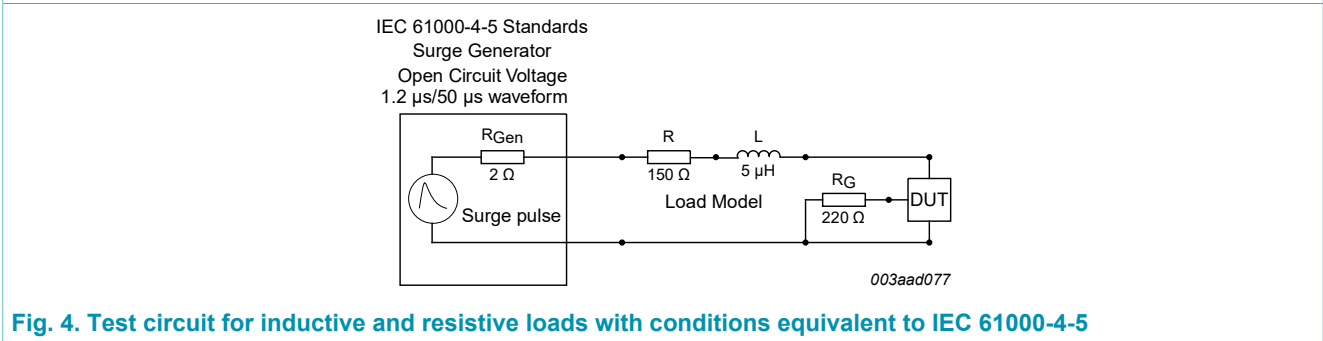 IEC 61000-4-5 Standards
Surge Generator
Open Circuit Voltage
1.2 µs/50 µs waveform
RGen
2 Ω
Surge pulse
R
150 Ω
L
5 µH
Load Model
RG
220 Ω
DUT
003aad077
Fig. 4. Test circuit for inductive and resistive loads with conditions equivalent to IEC 61000-4-5